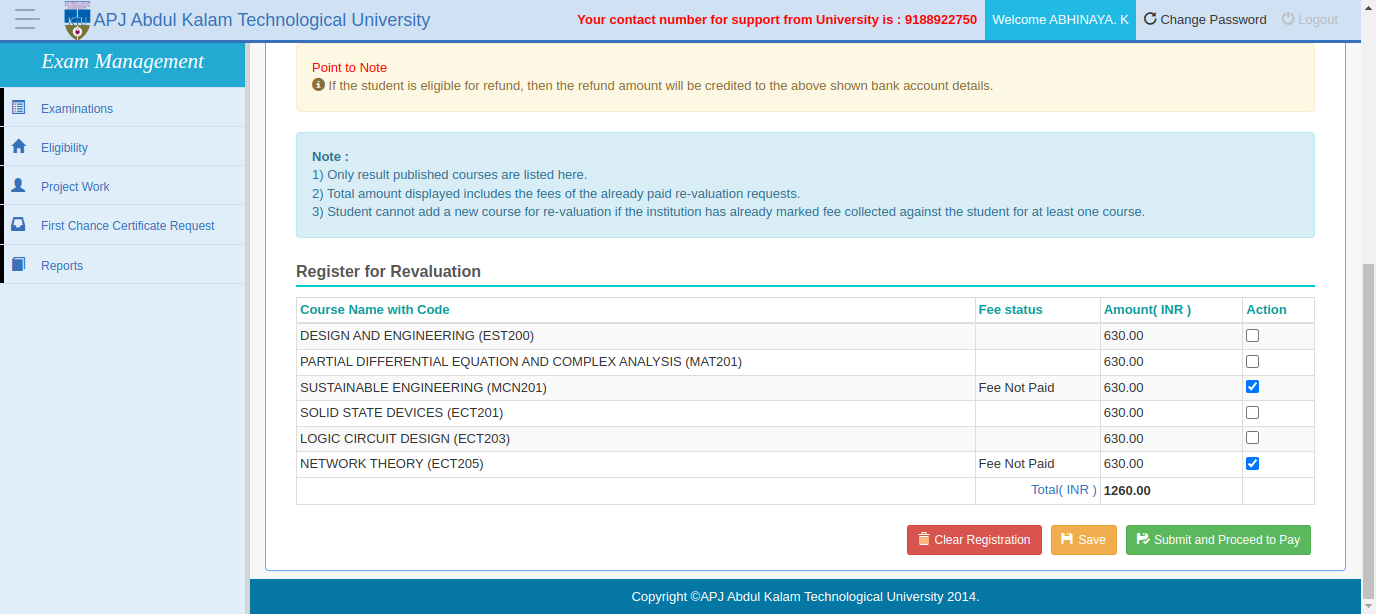 APJ Abdul Kalam Technological University
Your contact number for support from University is : 9188922750
Welcome ABHINAYA. K
Change Password
Logout
Exam Management
Examinations
Eligibility
Project Work
First Chance Certificate Request
Reports
Point to Note
If the student is eligible for refund, then the refund amount will be credited to the above shown bank account details.
Note :
1) Only result published courses are listed here.
2) Total amount displayed includes the fees of the already paid re-valuation requests.
3) Student cannot add a new course for re-valuation if the institution has already marked fee collected against the student for at least one course.
Register for Revaluation
Course Name with Code Fee status Amount( INR ) Action
DESIGN AND ENGINEERING (EST200) 630.00
PARTIAL DIFFERENTIAL EQUATION AND COMPLEX ANALYSIS (MAT201) 630.00
SUSTAINABLE ENGINEERING (MCN201) Fee Not Paid 630.00
SOLID STATE DEVICES (ECT201) 630.00
LOGIC CIRCUIT DESIGN (ECT203) 630.00
NETWORK THEORY (ECT205) Fee Not Paid 630.00
Total( INR ) 1260.00
Clear Registration Save Submit and Proceed to Pay
Copyright ©APJ Abdul Kalam Technological University 2014.